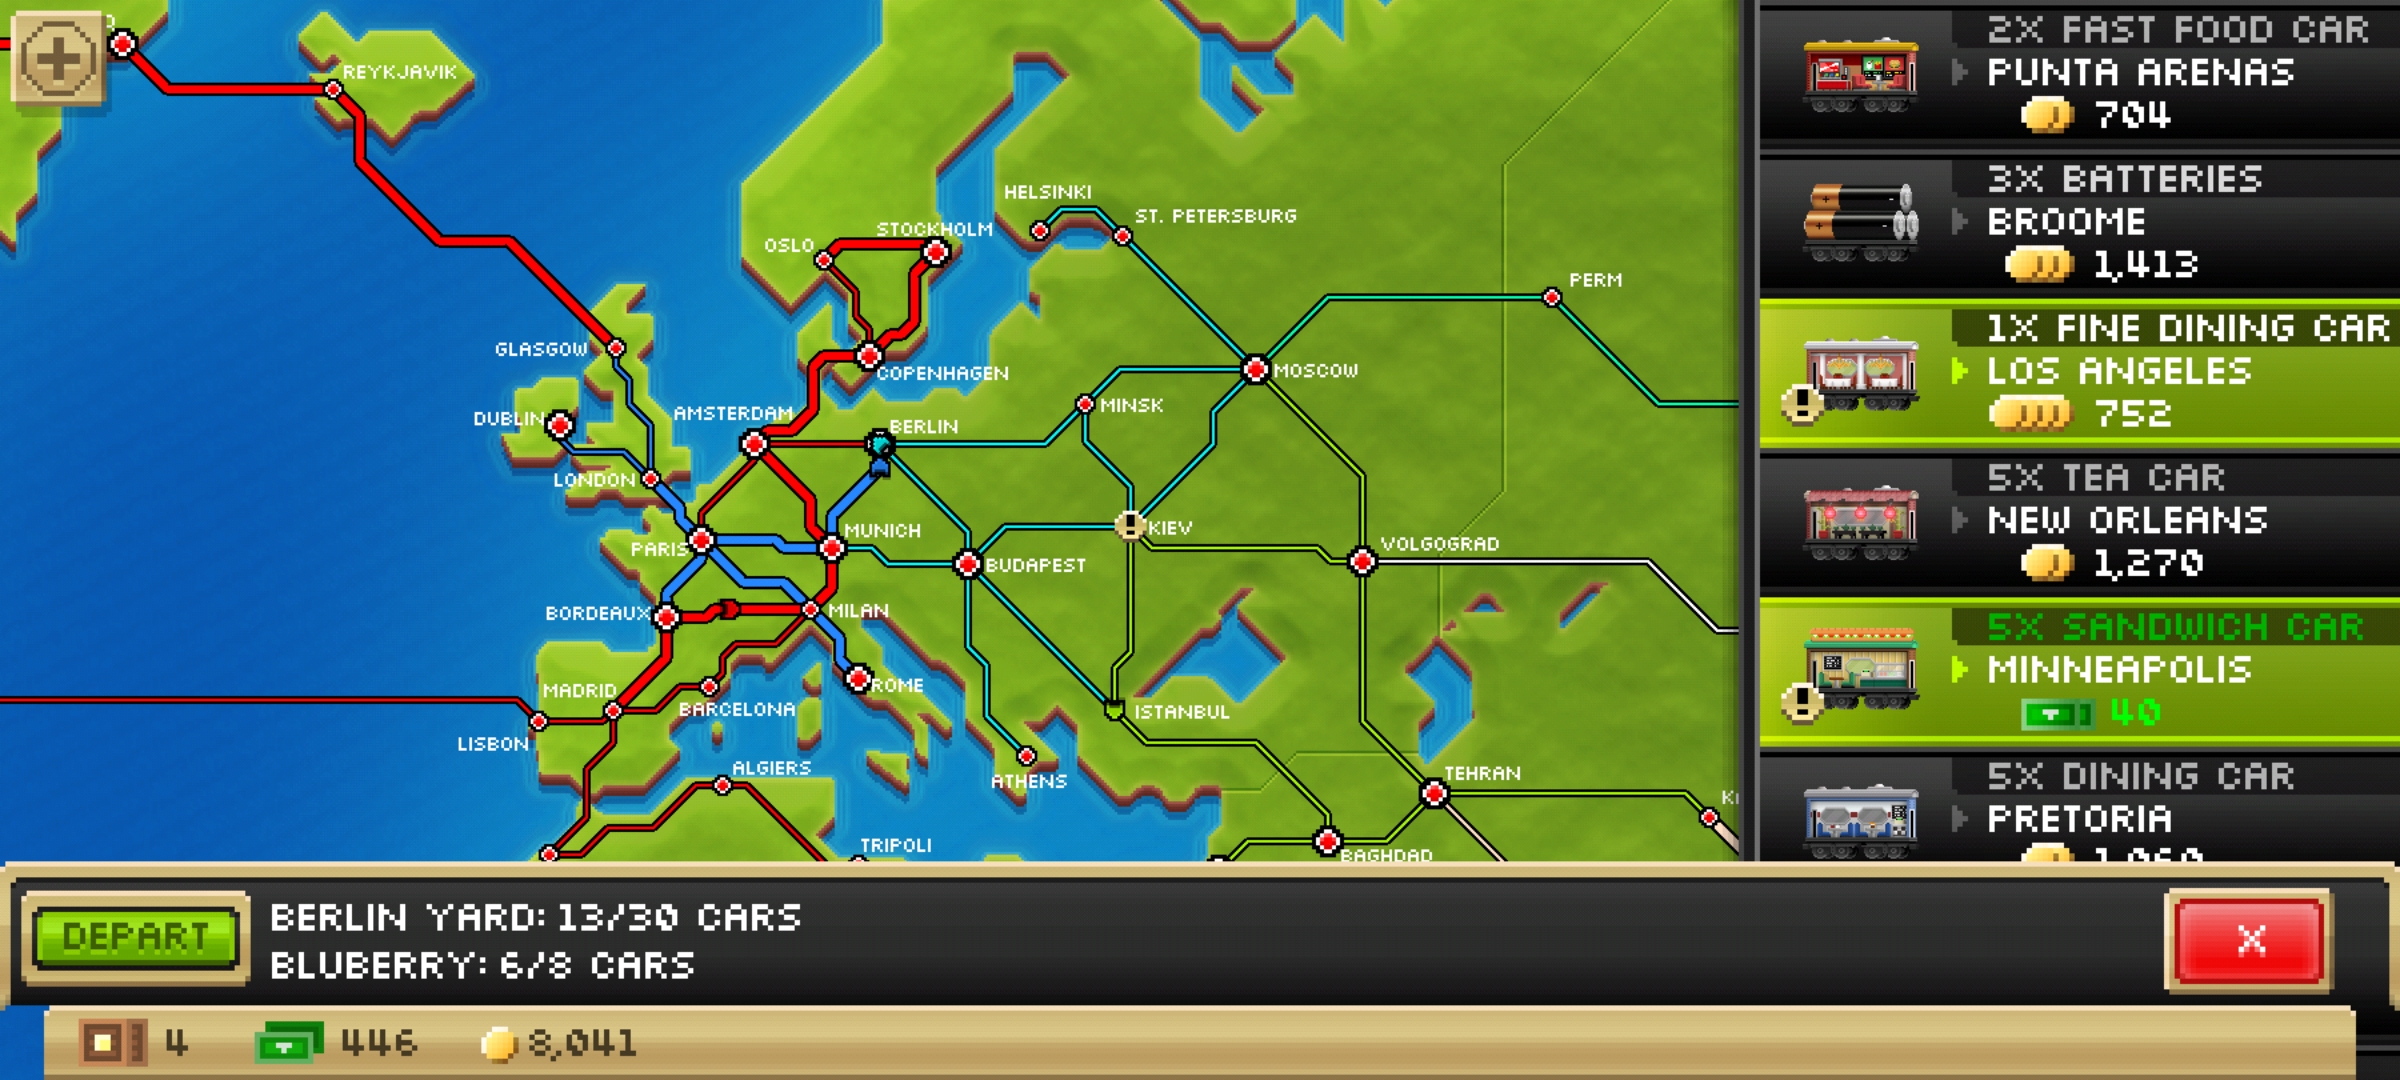 REYKJAVIK
HELSINKI
ST. PETERSBURG
STOCKHOLM
OSLO
PERM
GLASGOW
COPENHAGEN
MOSCOW
DUBLIN
AMSTERDAM
BERLIN
MINSK
LONDON
PARIS
MUNICH
BUDAPEST
KIEV
VOLGOGRAD
BORDEAUX
MILAN
MADRID
BARCELONA
ROME
ISTANBUL
LISBON
ALGIERS
ATHENS
TEHRAN
TRIPOLI
BAGHDAD
2X FAST FOOD CAR
PUNTA ARENAS
704
3X BATTERIES
BROOME
1,413
1X FINE DINING CAR
LOS ANGELES
752
5X TEA CAR
NEW ORLEANS
1,270
5X SANDWICH CAR
MINNEAPOLIS
40
5X DINING CAR
PRETORIA
DEPART
BERLIN YARD: 13/30 CARS
BLUBERRY: 6/8 CARS
X
4
446
8,041